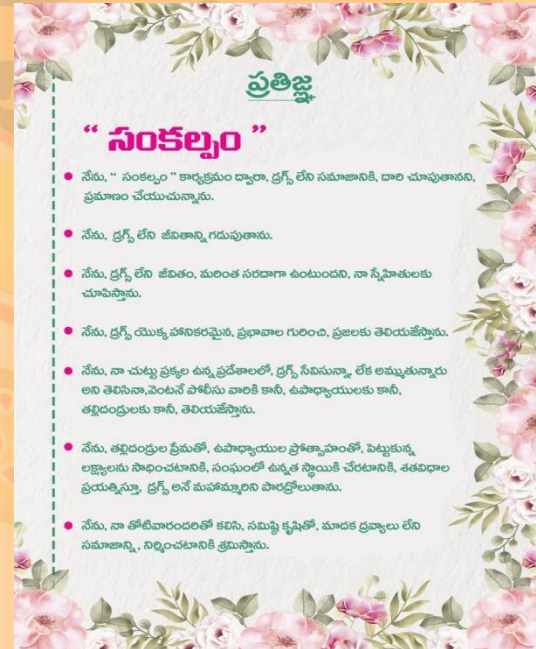 ప్రతిజ్ఞ
“ సంకల్పం ”
• నేను, “ సంకల్పం ” కార్యక్రమం ద్వారా, డ్రగ్స్ లేని సమాజానికి, దారి చూపుతానని,
ప్రమాణం చేయుచున్నాను.
• నేను, డ్రగ్స్ లేని జీవితాన్ని గడుపుతాను.
• నేను, డ్రగ్స్ లేని జీవితం, మరింత సరదాగా ఉంటుందని, నా స్నేహితులకు
చూపిస్తాను.
• నేను, డ్రగ్స్ యొక్క హానికరమైన, ప్రభావాల గురించి, ప్రజలకు తెలియజేస్తాను.
• నేను, నా చుట్టు ప్రక్కల ఉన్న ప్రదేశాలలో, డ్రగ్స్ సేవిసున్నా, లేక అమ్ముతున్నారు
అని తెలిసినా,వెంటనే పోలీసు వారికి కానీ, ఉపాధ్యాయులకు కానీ,
తల్లిదండ్రులకు కానీ, తెలియజేస్తాను.
• నేను, తల్లిదండ్రుల ప్రేమతో, ఉపాధ్యాయుల ప్రోత్సాహంతో, పెట్టుకున్న
లక్ష్యాలను సాధించటానికి, సంఘంలో ఉన్నత స్థాయికి చేరటానికి, శతవిధాల
ప్రయత్నిస్తూ, డ్రగ్స్ అనే మహమ్మారిని పారద్రోలుతాను.
• నేను, నా తోటివారందరితో కలిసి, సమిష్ఠి కృషితో, మాదక ద్రవ్యాలు లేని
సమాజాన్ని, నిర్మించటానికి శ్రమిస్తాను.